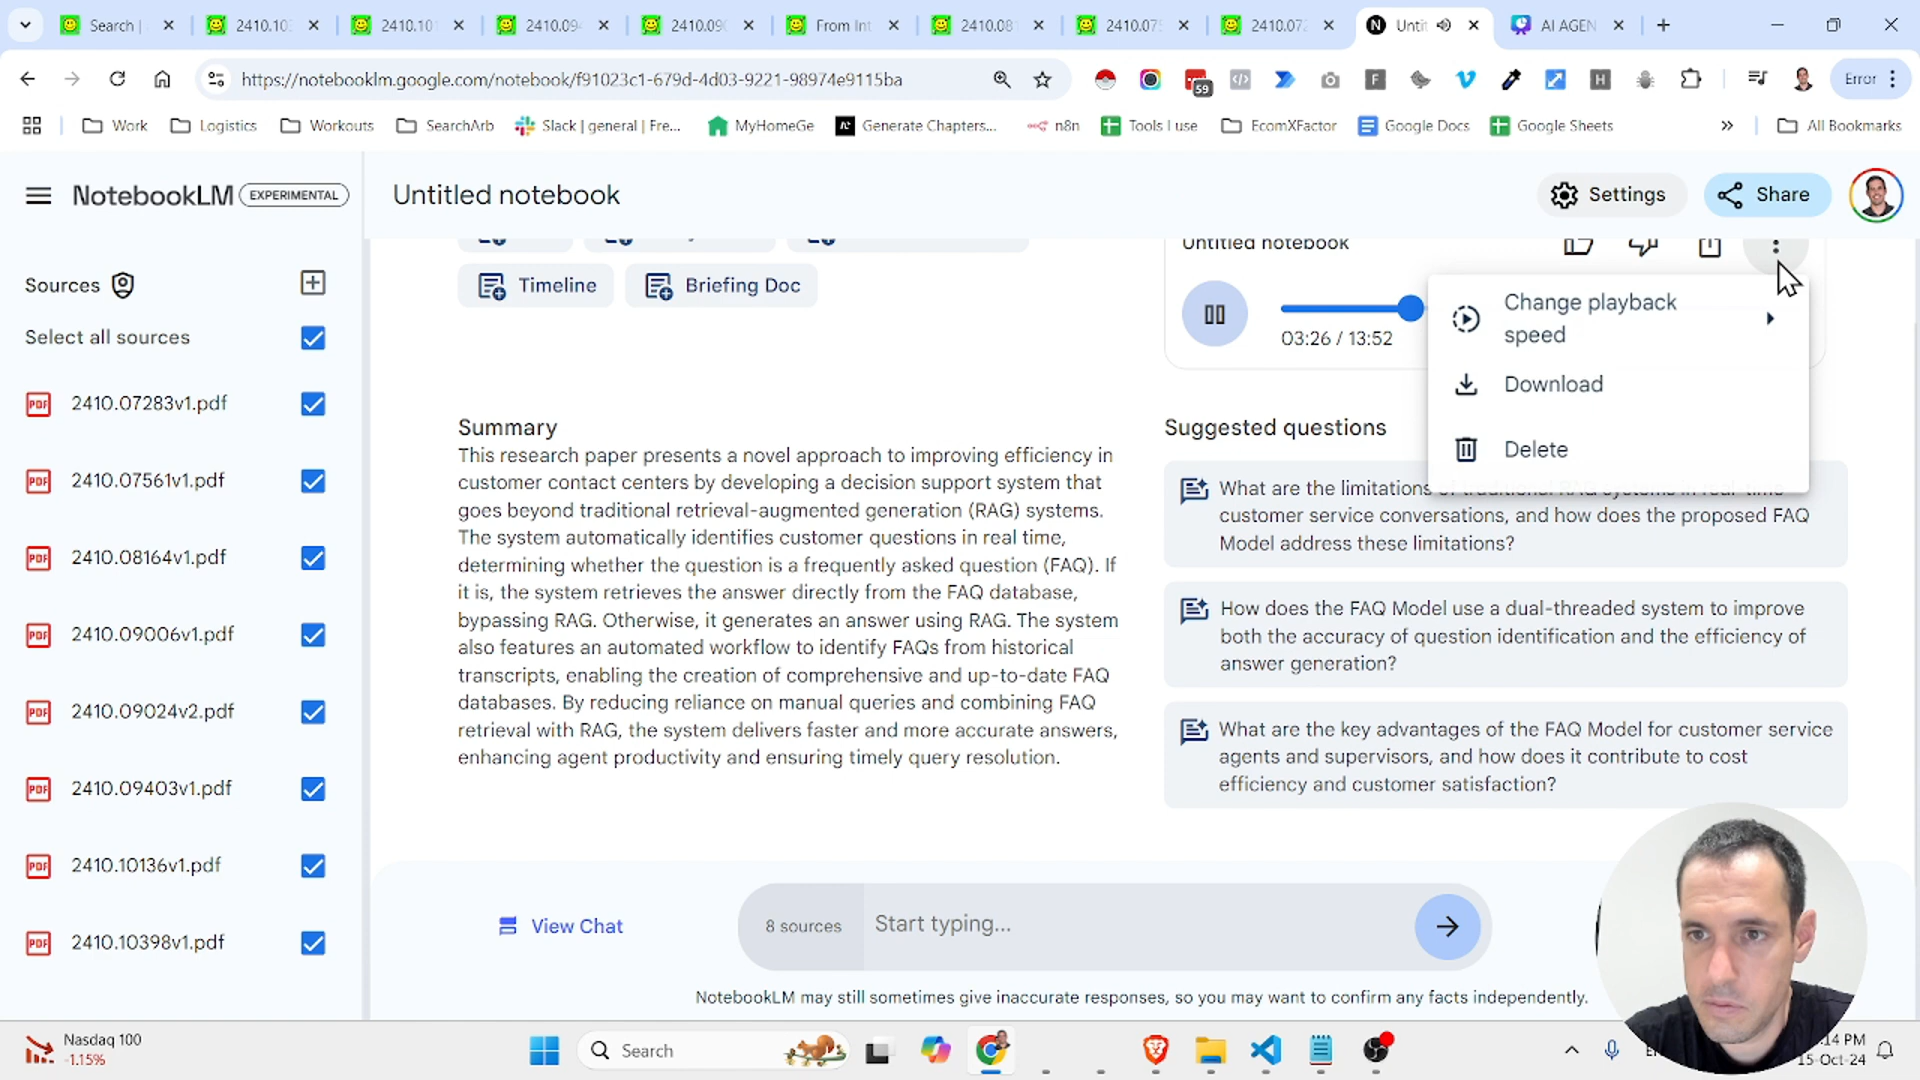 Search |
2410.10
2410.101
2410.09
2410.09
From Int
2410.081
2410.07
2410.072
Unti
AI AGEN
https://notebooklm.google.com/notebook/f91023c1-679d-4d03-9221-98974e9115ba
59
Error
Work
Logistics
Workouts
SearchArb
Slack | general | Fre...
MyHomeGe
Generate Chapters...
n8n
Tools I use
EcomXFactor
Google Docs
Google Sheets
All Bookmarks
NotebookLM EXPERIMENTAL
Untitled notebook
Settings
Share
Sources
Select all sources
2410.07283v1.pdf
2410.07561v1.pdf
2410.08164v1.pdf
2410.09006v1.pdf
2410.09024v2.pdf
2410.09403v1.pdf
2410.10136v1.pdf
2410.10398v1.pdf
Timeline
Briefing Doc
Untitled notebook
03:26 / 13:52
Change playback
speed
Download
Delete
Summary
This research paper presents a novel approach to improving efficiency in
customer contact centers by developing a decision support system that
goes beyond traditional retrieval-augmented generation (RAG) systems.
The system automatically identifies customer questions in real time,
determining whether the question is a frequently asked question (FAQ). If
it is, the system retrieves the answer directly from the FAQ database,
bypassing RAG. Otherwise, it generates an answer using RAG. The system
also features an automated workflow to identify FAQs from historical
transcripts, enabling the creation of comprehensive and up-to-date FAQ
databases. By reducing reliance on manual queries and combining FAQ
retrieval with RAG, the system delivers faster and more accurate answers,
enhancing agent productivity and ensuring timely query resolution.
Suggested questions
What are the limitations of traditional RAG systems in real-time
customer service conversations, and how does the proposed FAQ
Model address these limitations?
How does the FAQ Model use a dual-threaded system to improve
both the accuracy of question identification and the efficiency of
answer generation?
What are the key advantages of the FAQ Model for customer service
agents and supervisors, and how does it contribute to cost
efficiency and customer satisfaction?
View Chat
8 sources
Start typing...
NotebookLM may still sometimes give inaccurate responses, so you may want to confirm any facts independently.
Nasdaq 100
-1.15%
Search
:14 PM
15-Oct-24